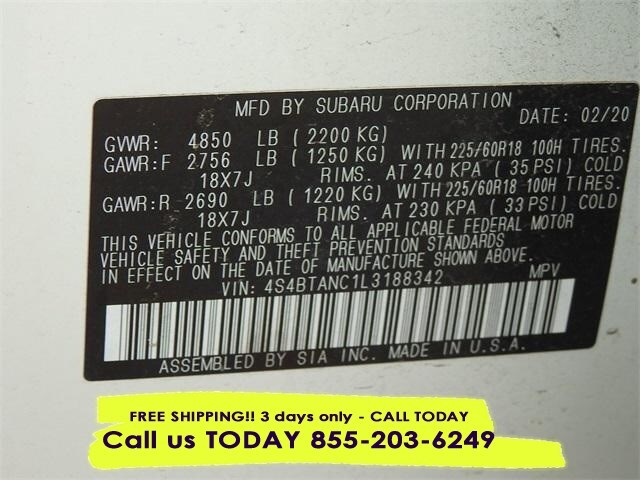 MFD BY SUBARU CORPORATION
DATE: 02/20
GVWR: 4850 LB ( 2200 KG)
GAWR:F 2756 LB ( 1250 KG) WITH 225/60R18 100H TIRES.
18X7J RIMS. AT 240 KPA ( 35 PSI) COLD
GAWR:R 2690 LB ( 1220 KG) WITH 225/60R18 100H TIRES.
18X7J RIMS. AT 230 KPA ( 33 PSI) COLD
THIS VEHICLE CONFORMS TO ALL APPLICABLE FEDERAL MOTOR
VEHICLE SAFETY AND THEFT PREVENTION STANDARDS
IN EFFECT ON THE DATE OF MANUFACTURE SHOWN ABOVE.
VIN: 4S4BTANC1L3188342 MPV
ASSEMBLED BY SIA INC. MADE IN U.S.A.
FREE SHIPPING!! 3 days only - CALL TODAY
Call us TODAY 855-203-6249